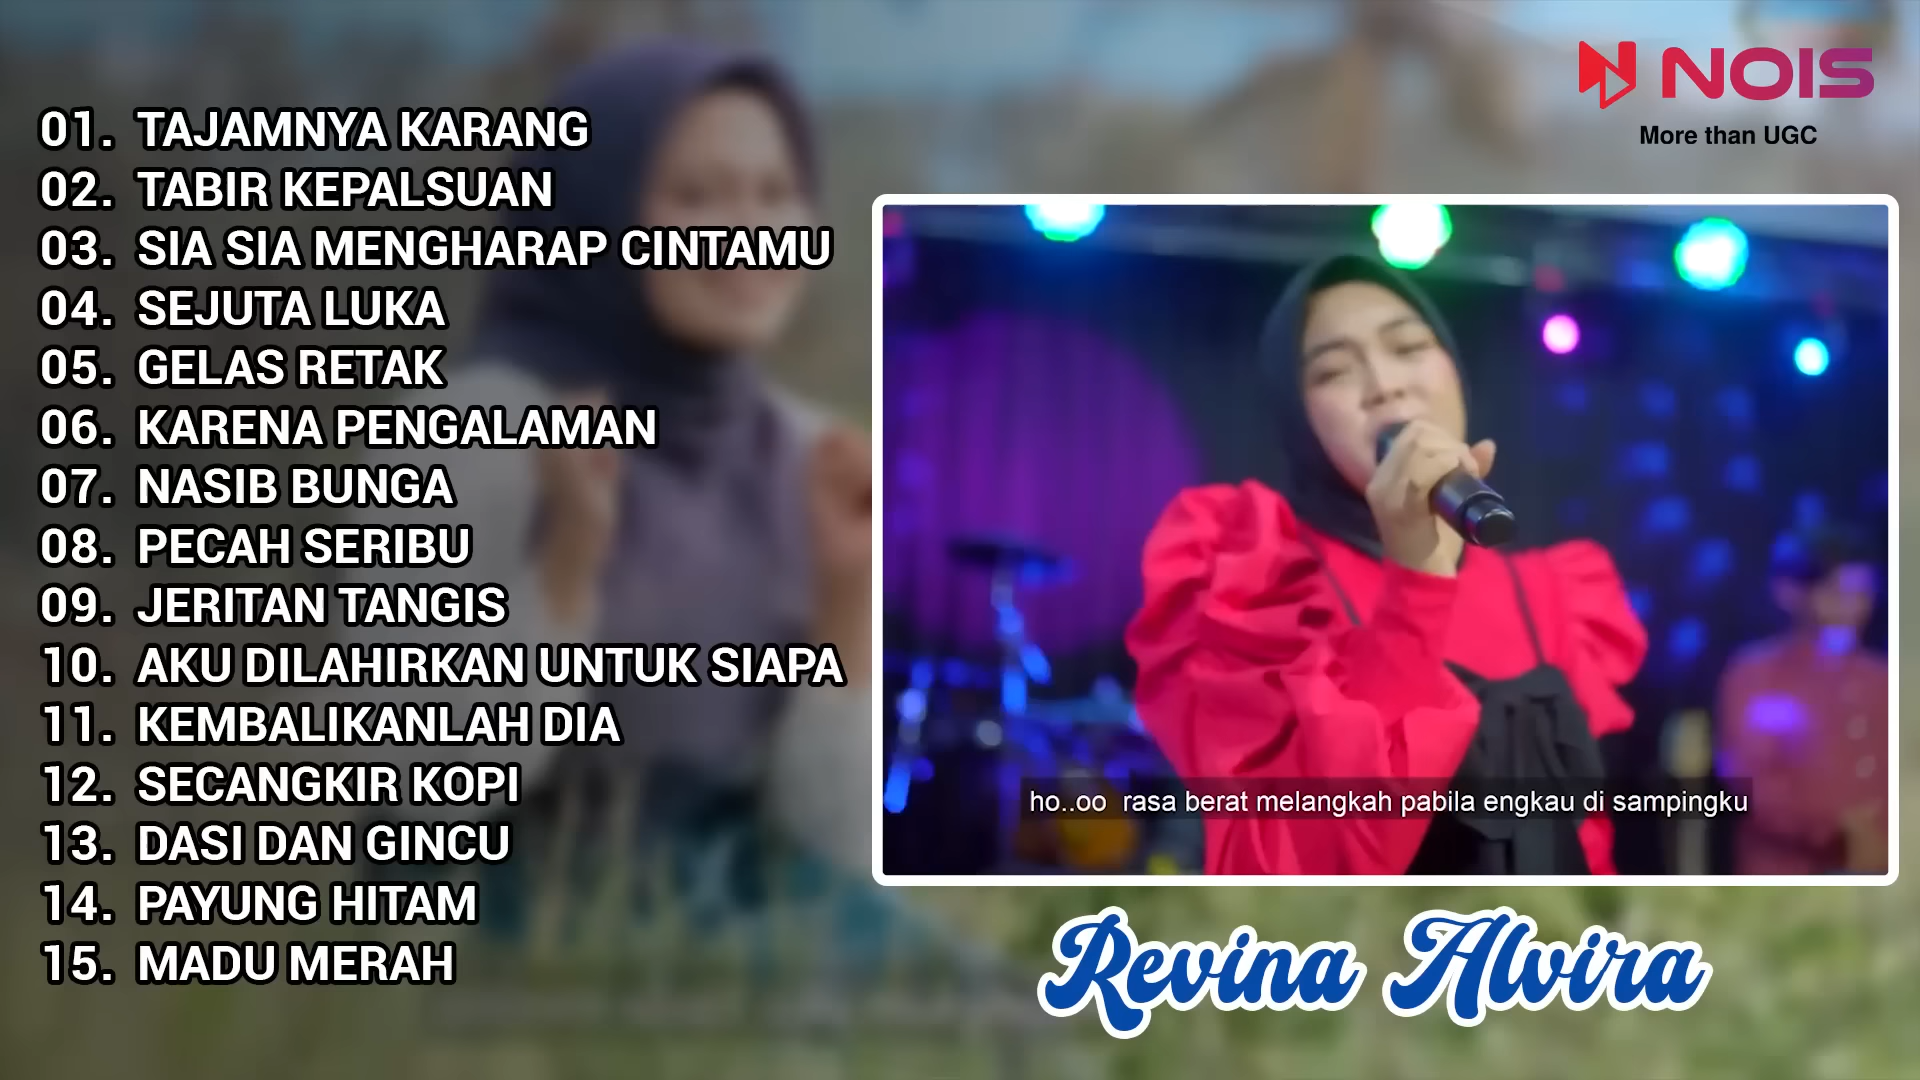 01. TAJAMNYA KARANG
02. TABIR KEPALSUAN
03. SIA SIA MENGHARAP CINTAMU
04. SEJUTA LUKA
05. GELAS RETAK
06. KARENA PENGALAMAN
07. NASIB BUNGA
08. PECAH SERIBU
09. JERITAN TANGIS
10. AKU DILAHIRKAN UNTUK SIAPA
11. KEMBALIKANLAH DIA
12. SECANGKIR KOPI
13. DASI DAN GINCU
14. PAYUNG HITAM
15. MADU MERAH
NOIS
More than UGC
ho..oo rasa berat melangkah pabila engkau di sampingku
Revina Alvira